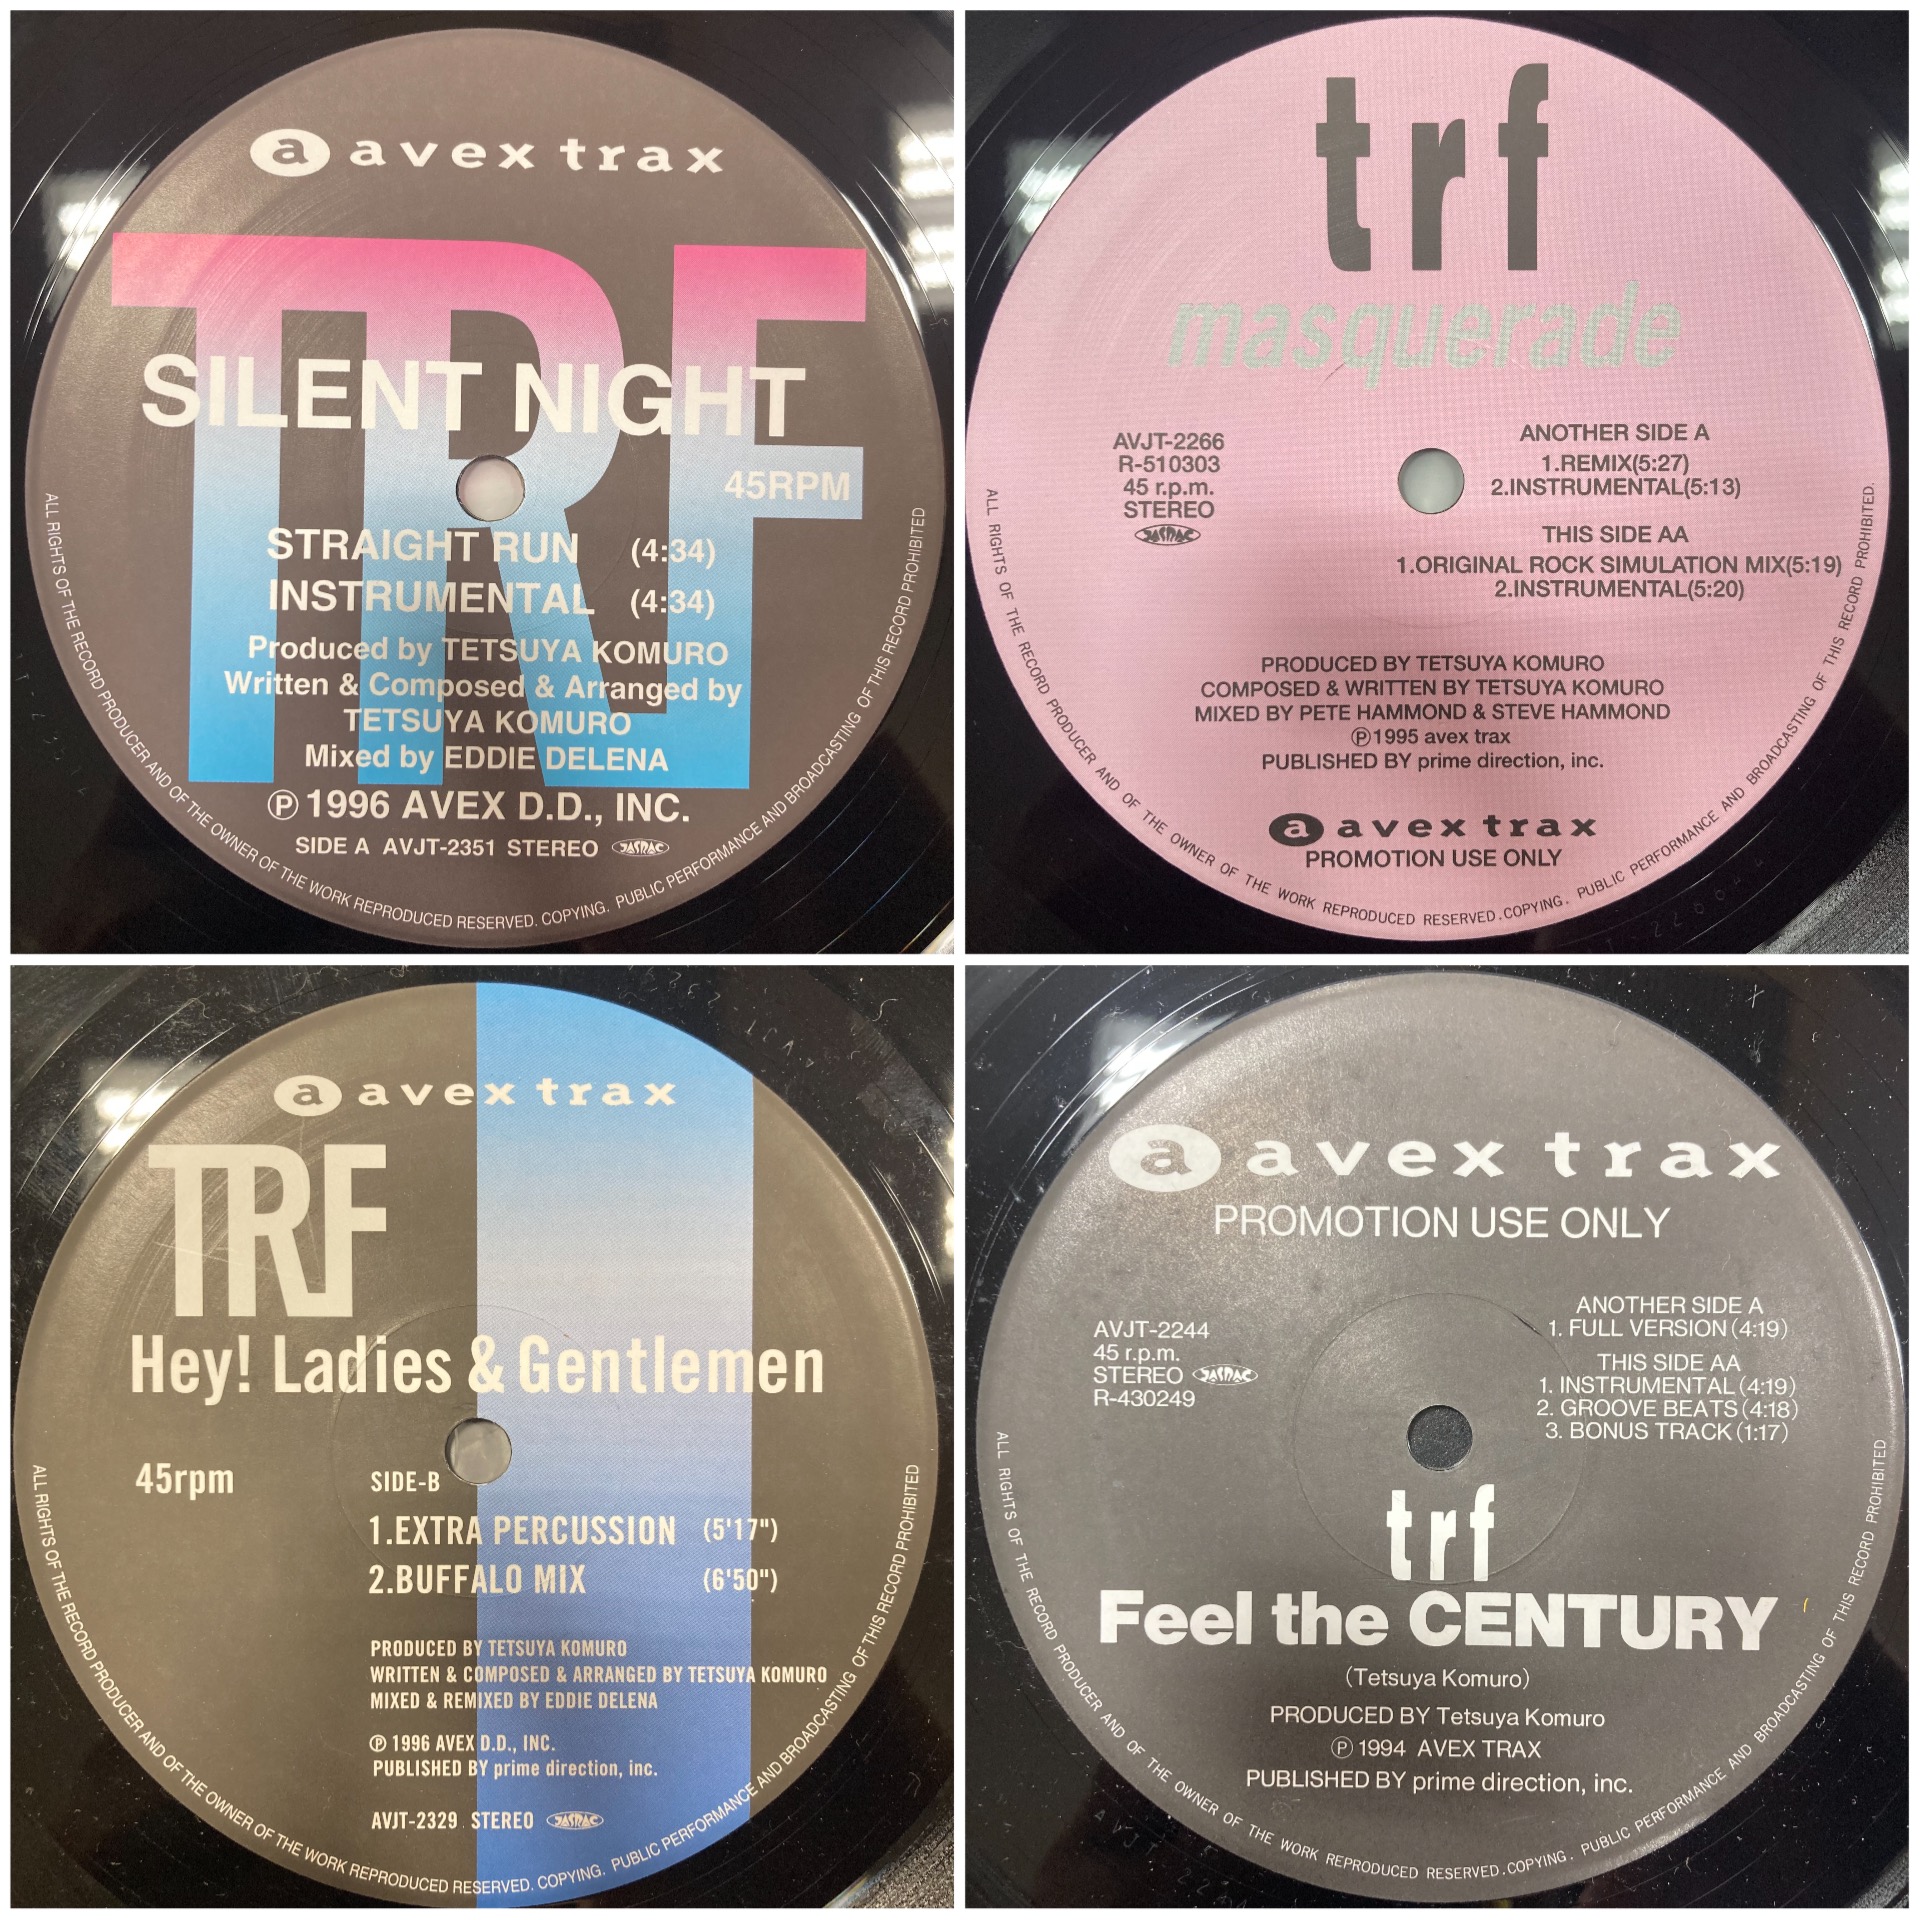 a avex trax
TRF
SILENT NIGHT
45RPM
STRAIGHT RUN (4:34)
INSTRUMENTAL (4:34)
Produced by TETSUYA KOMURO
Written & Composed & Arranged by
TETSUYA KOMURO
Mixed by EDDIE DELENA
℗ 1996 AVEX D.D., INC.
SIDE A AVJT-2351 STEREO JASRAC
ALL RIGHTS OF THE RECORD PRODUCER AND OF THE OWNER OF THE WORK REPRODUCED RESERVED. COPYING. PUBLIC PERFORMANCE AND BROADCASTING OF THIS RECORD PROHIBITED
trf
masquerade
AVJT-2266
R-510303
45 r.p.m.
STEREO
JASRAC
ANOTHER SIDE A
1.REMIX(5:27)
2.INSTRUMENTAL(5:13)
THIS SIDE AA
1.ORIGINAL ROCK SIMULATION MIX(5:19)
2.INSTRUMENTAL(5:20)
PRODUCED BY TETSUYA KOMURO
COMPOSED & WRITTEN BY TETSUYA KOMURO
MIXED BY PETE HAMMOND & STEVE HAMMOND
℗1995 avex trax
PUBLISHED BY prime direction, inc.
a avex trax
PROMOTION USE ONLY
ALL RIGHTS OF THE RECORD PRODUCER AND OF THE OWNER OF THE WORK REPRODUCED RESERVED.COPYING. PUBLIC PERFORMANCE AND BROADCASTING OF THIS RECORD PROHIBITED.
a avex trax
TRF
Hey! Ladies & Gentlemen
45rpm
SIDE-B
1.EXTRA PERCUSSION (5'17")
2.BUFFALO MIX (6'50")
PRODUCED BY TETSUYA KOMURO
WRITTEN & COMPOSED & ARRANGED BY TETSUYA KOMURO
MIXED & REMIXED BY EDDIE DELENA
℗ 1996 AVEX D.D., INC.
PUBLISHED BY prime direction, inc.
AVJT-2329 STEREO JASRAC
ALL RIGHTS OF THE RECORD PRODUCER AND OF THE OWNER OF THE WORK REPRODUCED RESERVED. COPYING. PUBLIC PERFORMANCE AND BROADCASTING OF THIS RECORD PROHIBITED
a avex trax
PROMOTION USE ONLY
AVJT-2244
45 r.p.m.
STEREO JASRAC
R-430249
ANOTHER SIDE A
1. FULL VERSION (4:19)
THIS SIDE AA
1. INSTRUMENTAL (4:19)
2. GROOVE BEATS (4:18)
3. BONUS TRACK (1:17)
trf
Feel the CENTURY
(Tetsuya Komuro)
PRODUCED BY Tetsuya Komuro
℗ 1994 AVEX TRAX
PUBLISHED BY prime direction, inc.
ALL RIGHTS OF THE RECORD PRODUCER AND OF THE OWNER OF THE WORK REPRODUCED RESERVED.COPYING. PUBLIC PERFORMANCE AND BROADCASTING OF THIS RECORD PROHIBITED